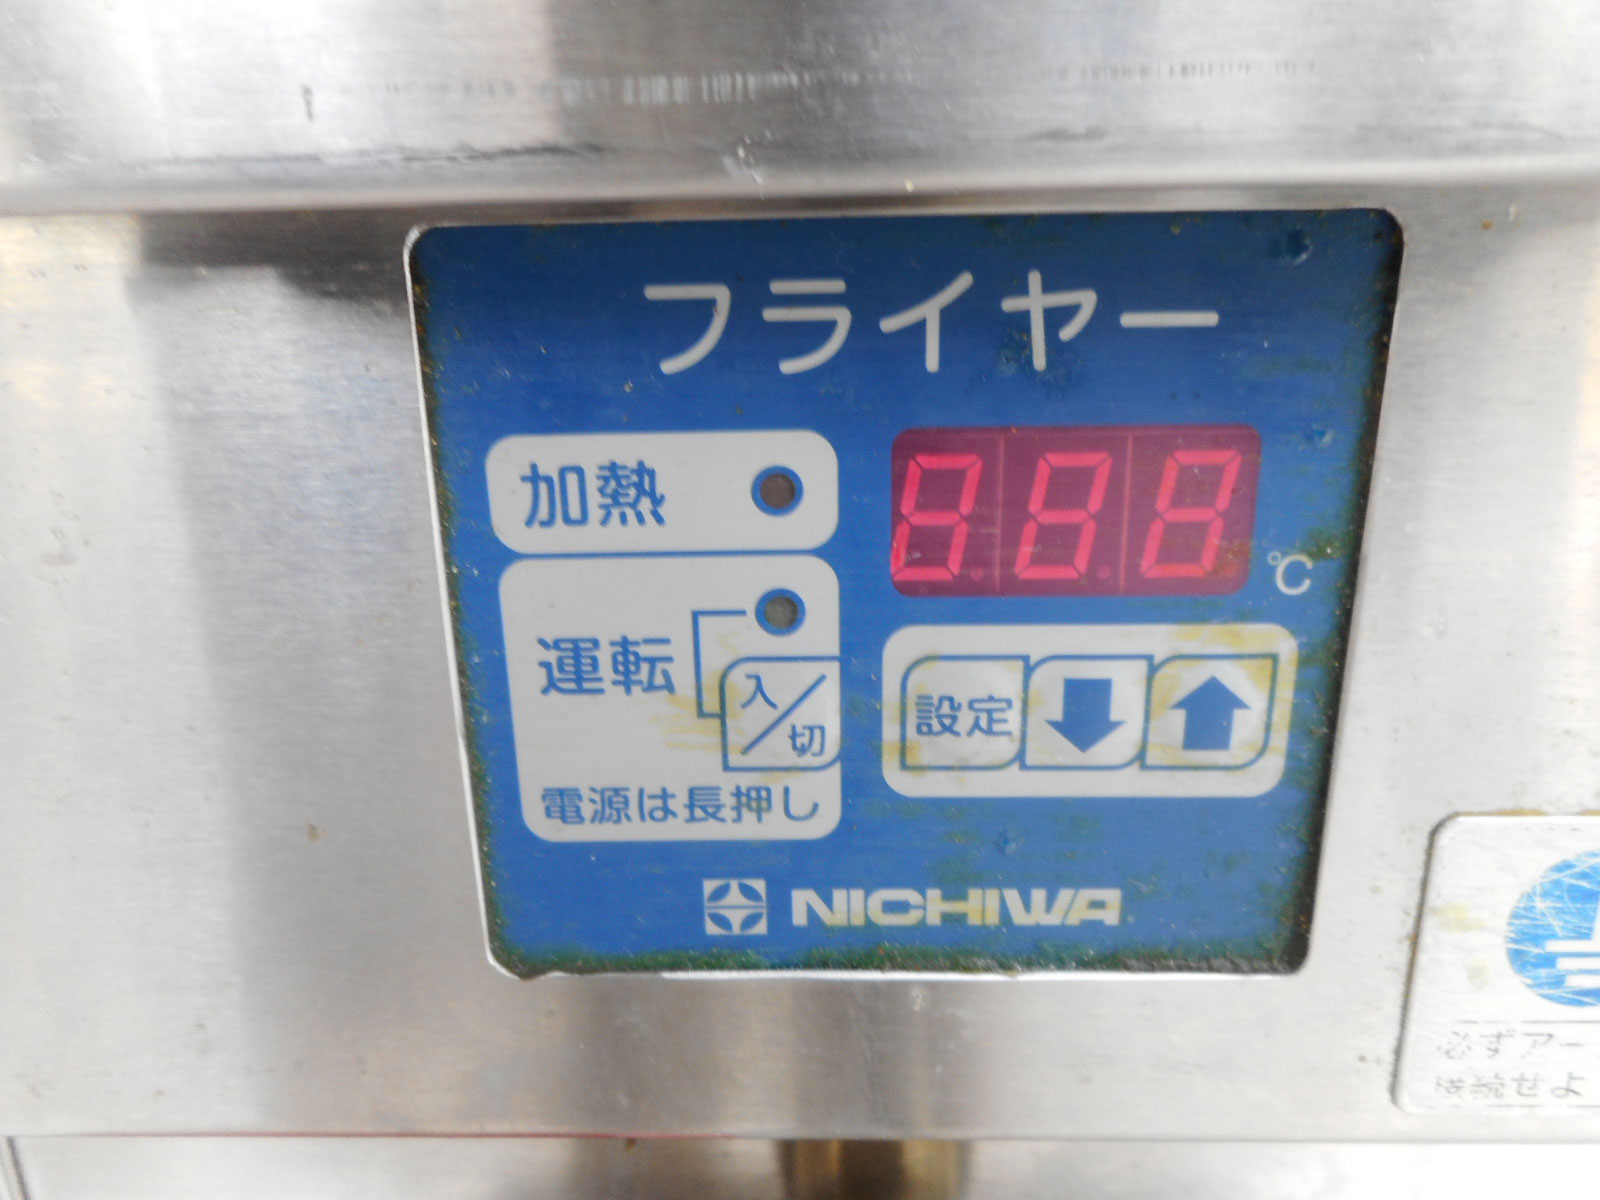 フライヤー
加熱
運転
入/切
電源は長押し
888
℃
設定
NICHIWA
必ずアー
接続せよ